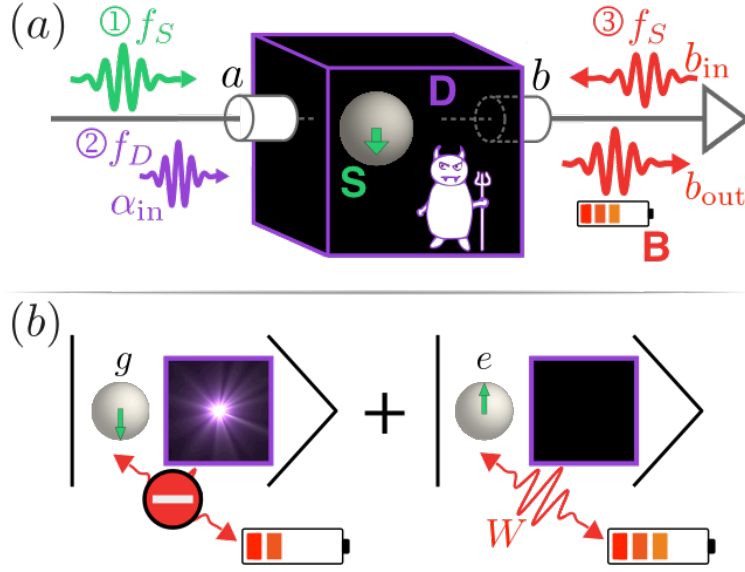 (a)
① f_S
③ f_S
a
b
b_in
D
② f_D
S
α_in
b_out
B
(b)
g
e
+
W